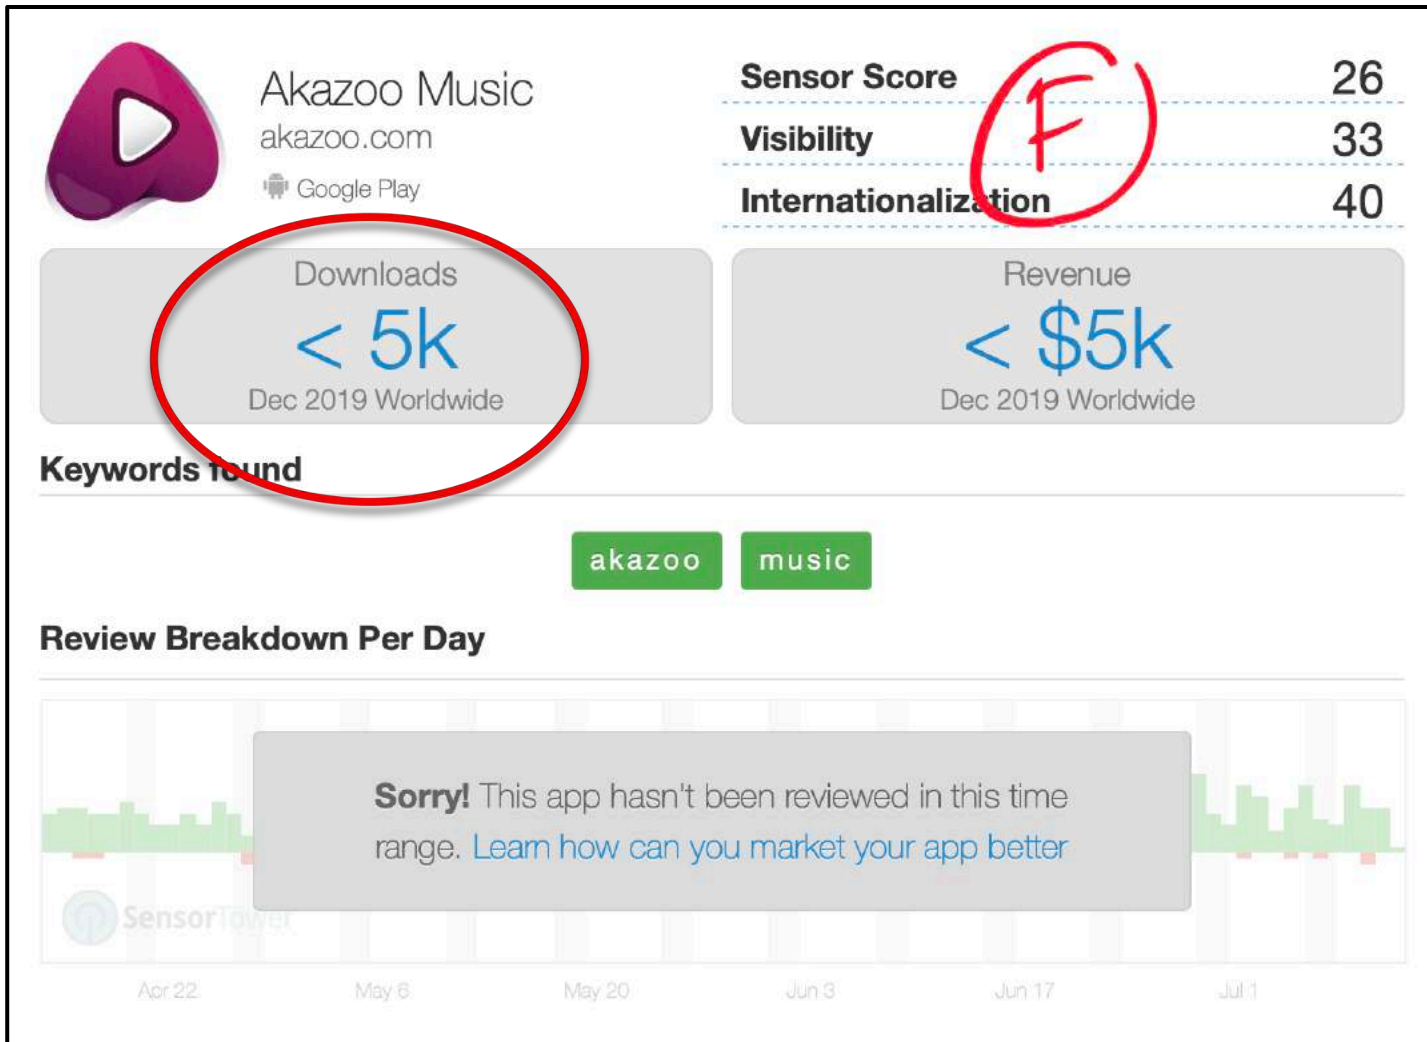 Akazoo Music
akazoo.com
Google Play
Sensor Score 26
Visibility 33
Internationalization 40
F
Downloads
< 5k
Dec 2019 Worldwide
Revenue
< $5k
Dec 2019 Worldwide
Keywords found
akazoo music
Review Breakdown Per Day
Sorry! This app hasn't been reviewed in this time
range. Learn how can you market your app better
SensorTower
Apr 22 May 6 May 20 Jun 3 Jun 17 Jul 1